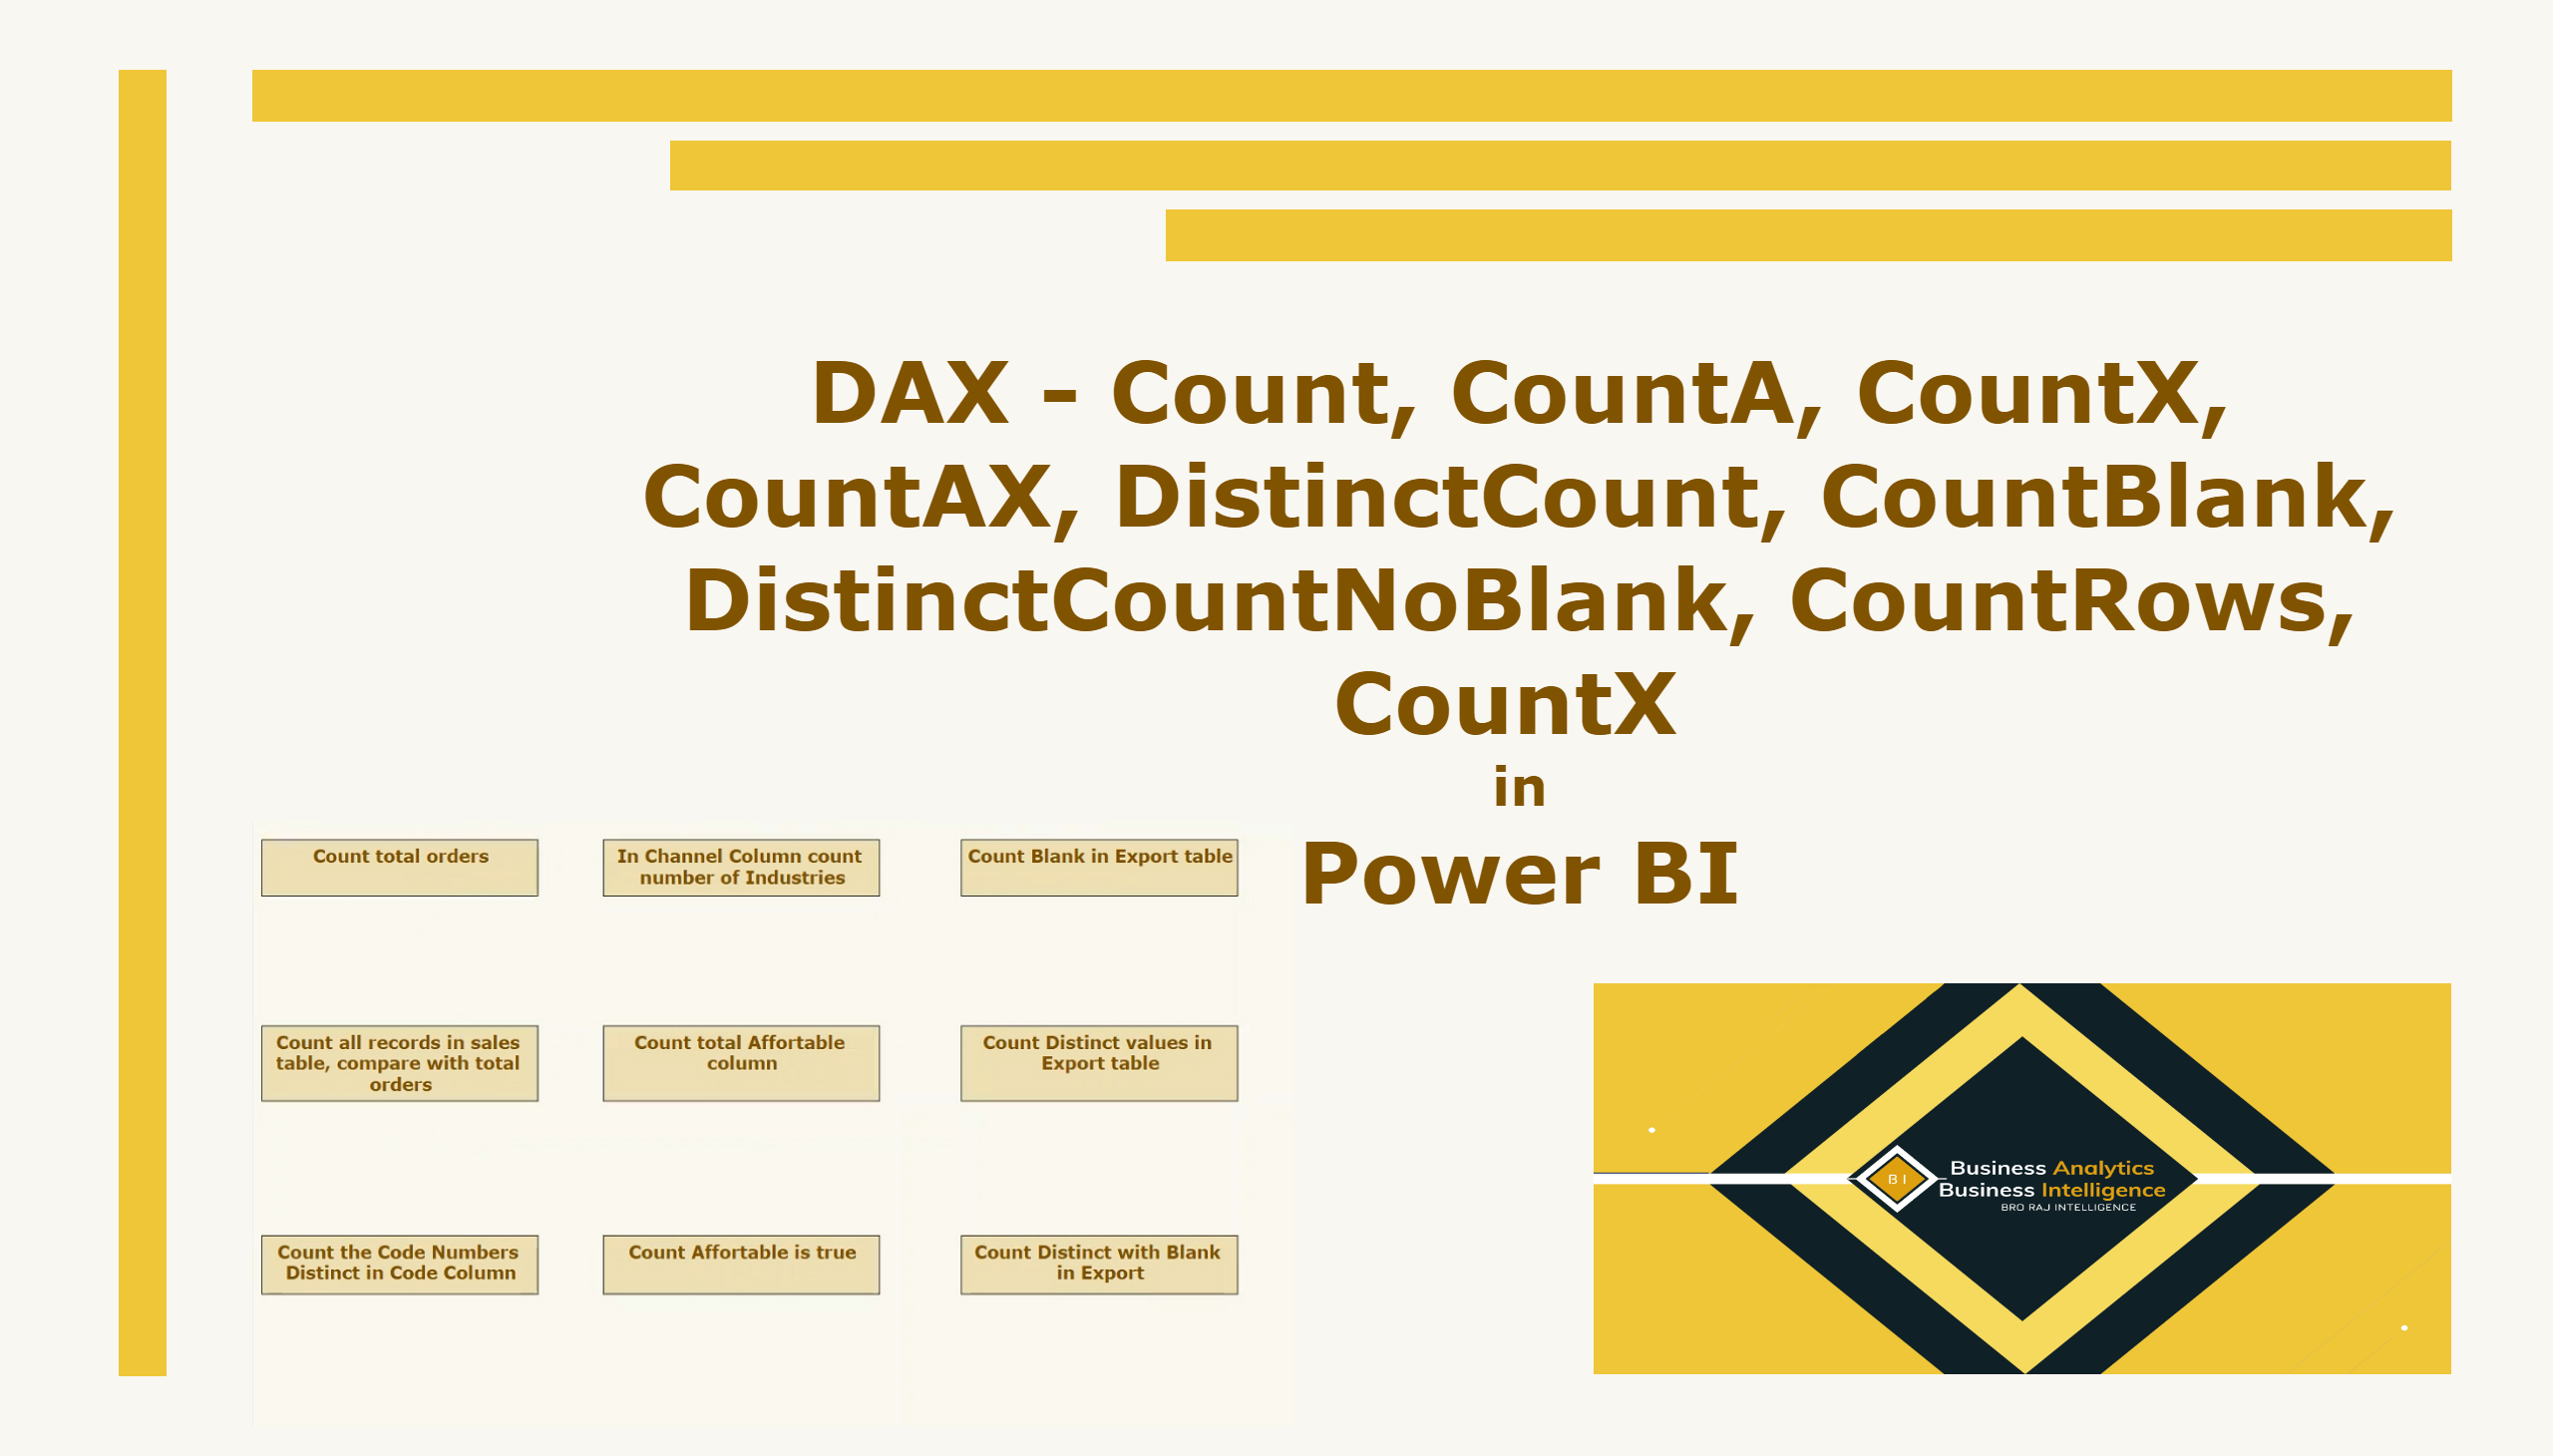 DAX - Count, CountA, CountX,
CountAX, DistinctCount, CountBlank,
DistinctCountNoBlank, CountRows,
CountX
in
Power BI
Count total orders
In Channel Column count
number of Industries
Count Blank in Export table
Count all records in sales
table, compare with total
orders
Count total Affortable
column
Count Distinct values in
Export table
Count the Code Numbers
Distinct in Code Column
Count Affortable is true
Count Distinct with Blank
in Export
B I
Business Analytics
Business Intelligence
BRO RAJ INTELLIGENCE